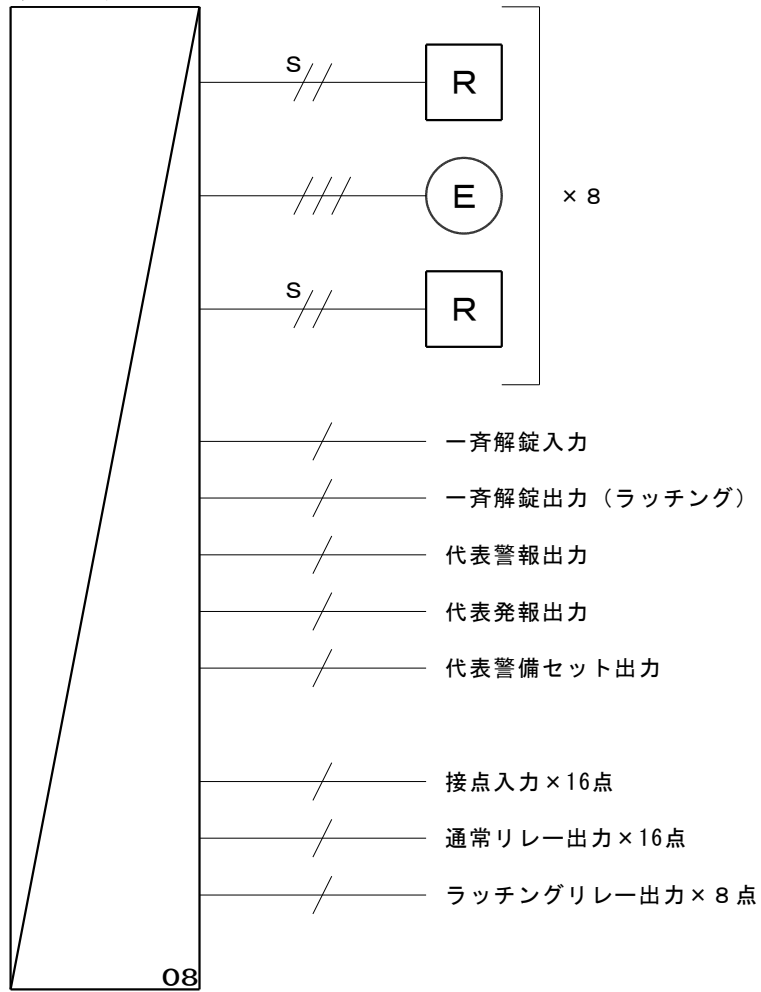 S
R
E
× 8
S
R
一斉解錠入力
一斉解錠出力（ラッチング）
代表警報出力
代表発報出力
代表警備セット出力
接点入力×16点
通常リレー出力×16点
ラッチングリレー出力×８点
08